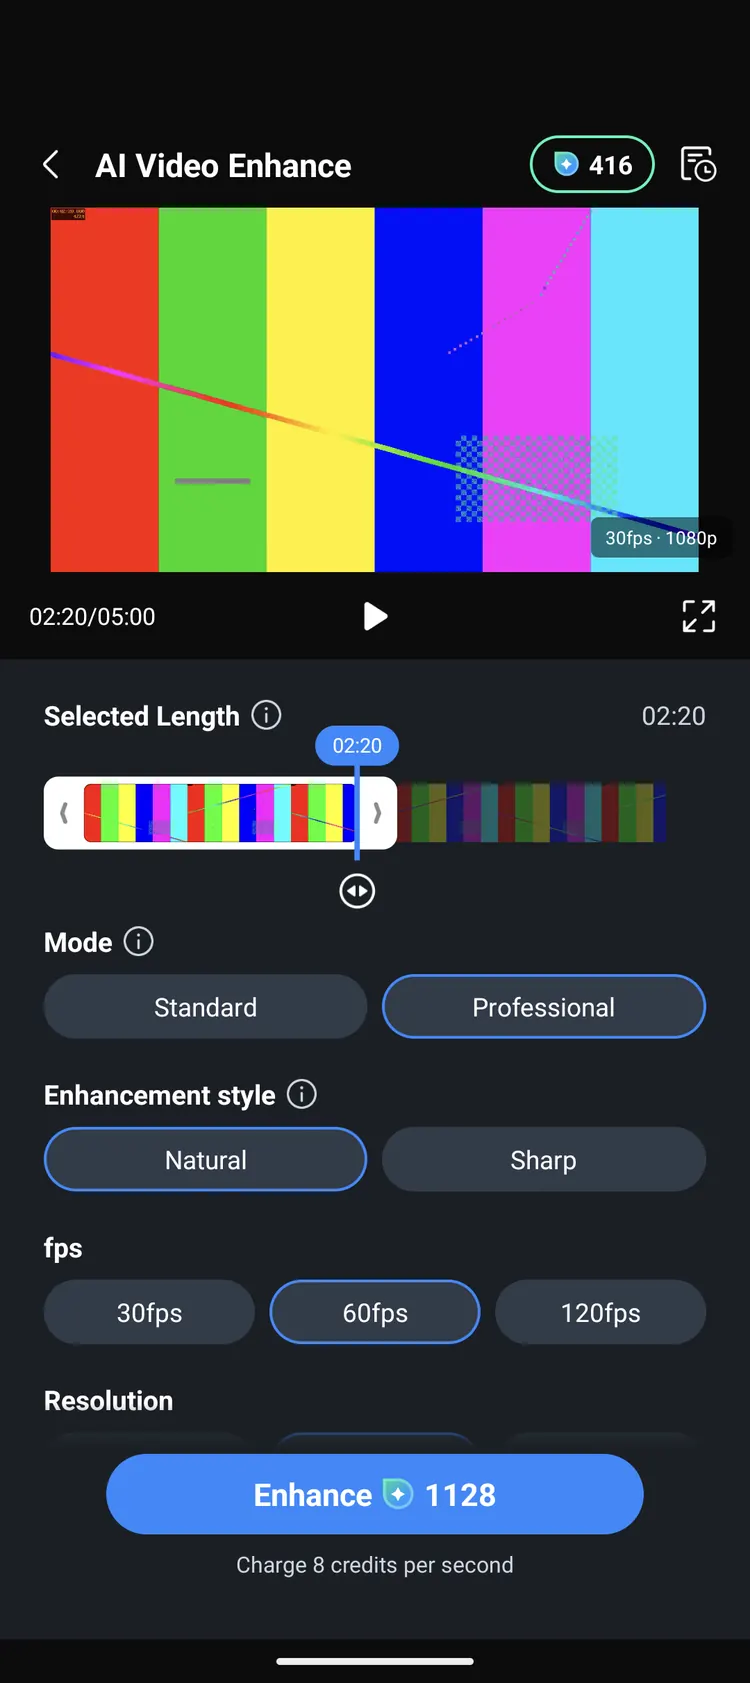 AI Video Enhance
416
30fps · 1080p
02:20/05:00
Selected Length
02:20
02:20
Mode
Standard
Professional
Enhancement style
Natural
Sharp
fps
30fps
60fps
120fps
Resolution
Enhance 1128
Charge 8 credits per second